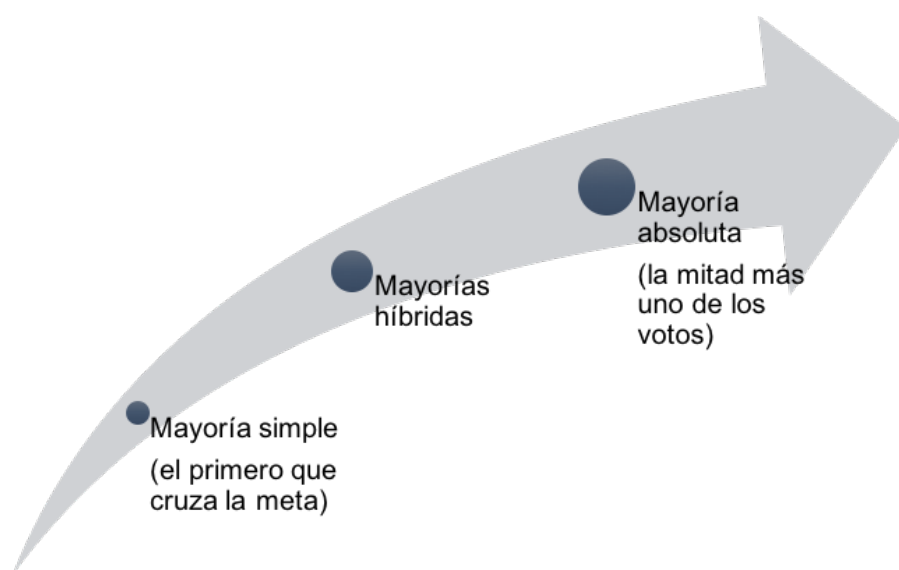 Mayoría
absoluta
(la mitad más
uno de los
votos)
Mayorías
híbridas
Mayoría simple
(el primero que
cruza la meta)